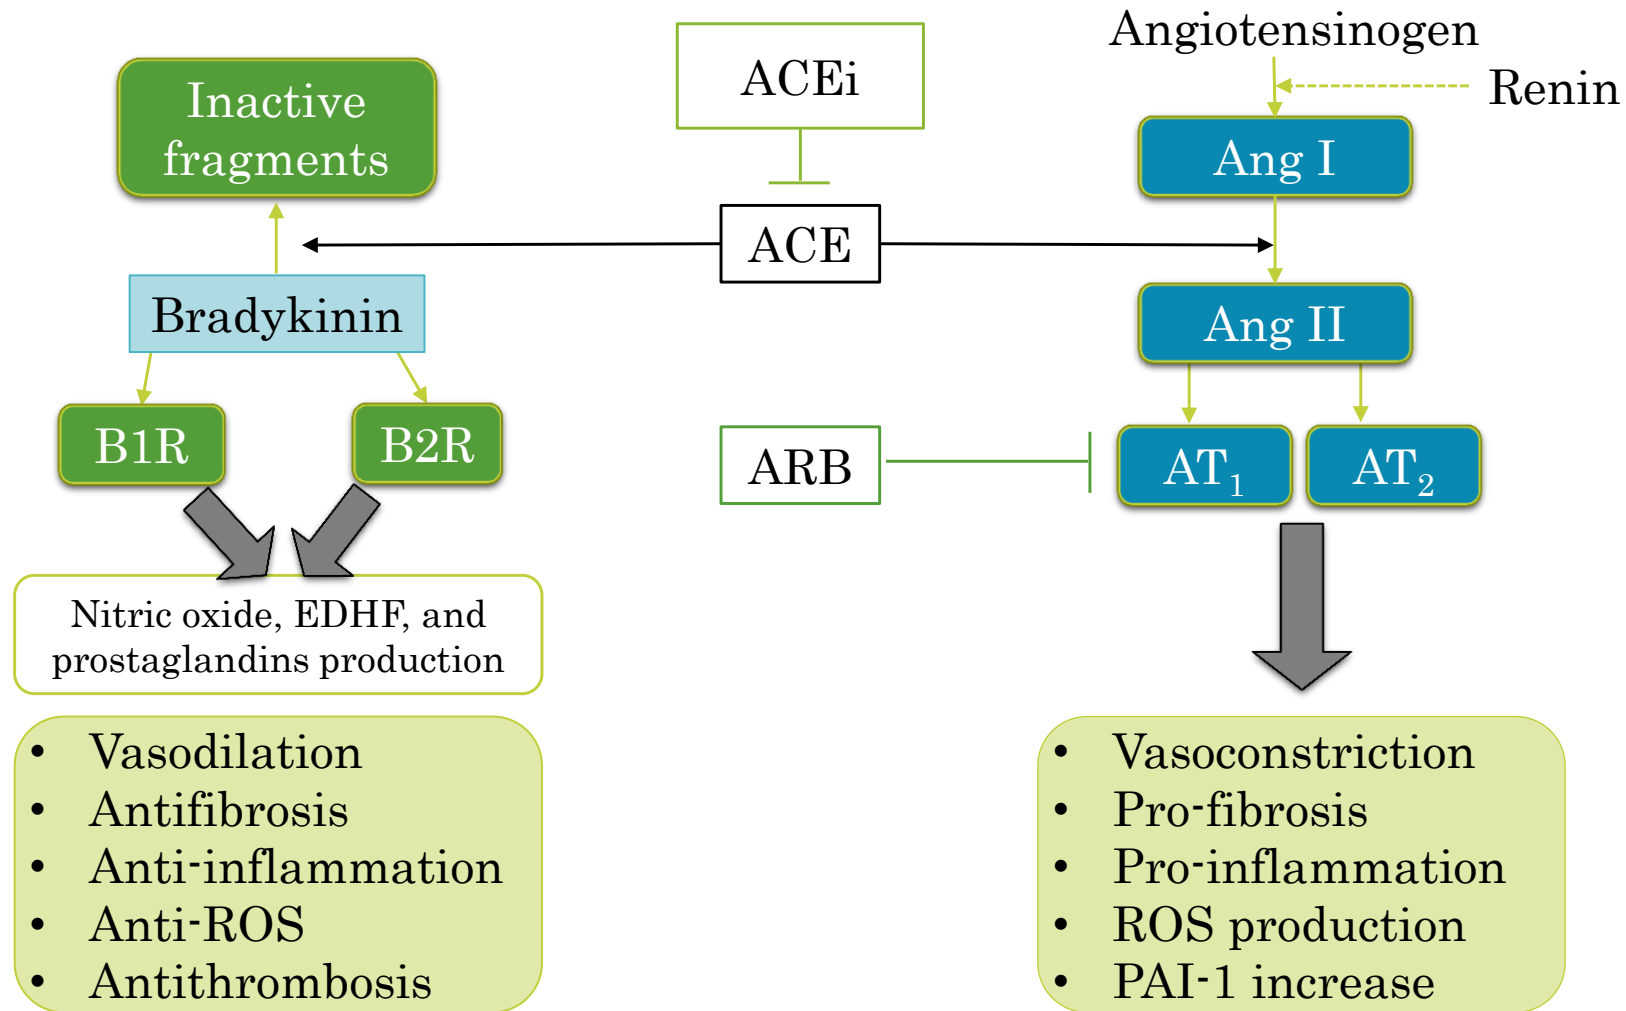 Angiotensinogen
Renin
ACEi
Inactive
fragments
Ang I
ACE
Bradykinin
Ang II
B1R
B2R
ARB
AT₁
AT₂
Nitric oxide, EDHF, and
prostaglandins production
• Vasodilation
• Antifibrosis
• Anti-inflammation
• Anti-ROS
• Antithrombosis
• Vasoconstriction
• Pro-fibrosis
• Pro-inflammation
• ROS production
• PAI-1 increase